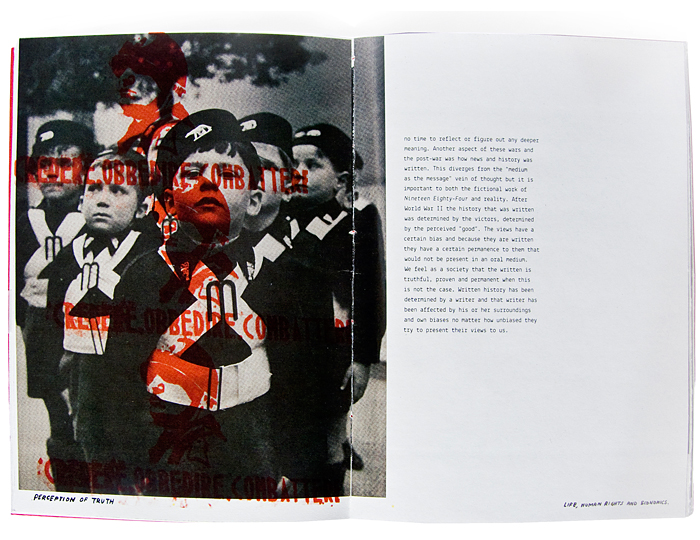 CREDERE.OBBEDIRE.COMBATTERE
CREDERE.OBBEDIRE.COMBATTERE
CREDERE.OBBEDIRE.COMBATTERE
PERCEPTION OF TRUTH
no time to reflect or figure out any deeper
meaning. Another aspect of these wars and
the post-war was how news and history was
written. This diverges from the "medium
as the message" vein of thought but it is
important to both the fictional work of
Nineteen Eighty-Four and reality. After
World War II the history that was written
was determined by the victors, determined
by the perceived "good". The views have a
certain bias and because they are written
they have a certain permanence to them that
would not be present in an oral medium.
We feel as a society that the written is
truthful, proven and permanent when this
is not the case. Written history has been
determined by a writer and that writer has
been affected by his or her surroundings
and own biases no matter how unbiased they
try to present their views to us.
LIFE, HUMAN RIGHTS AND ECONOMICS.